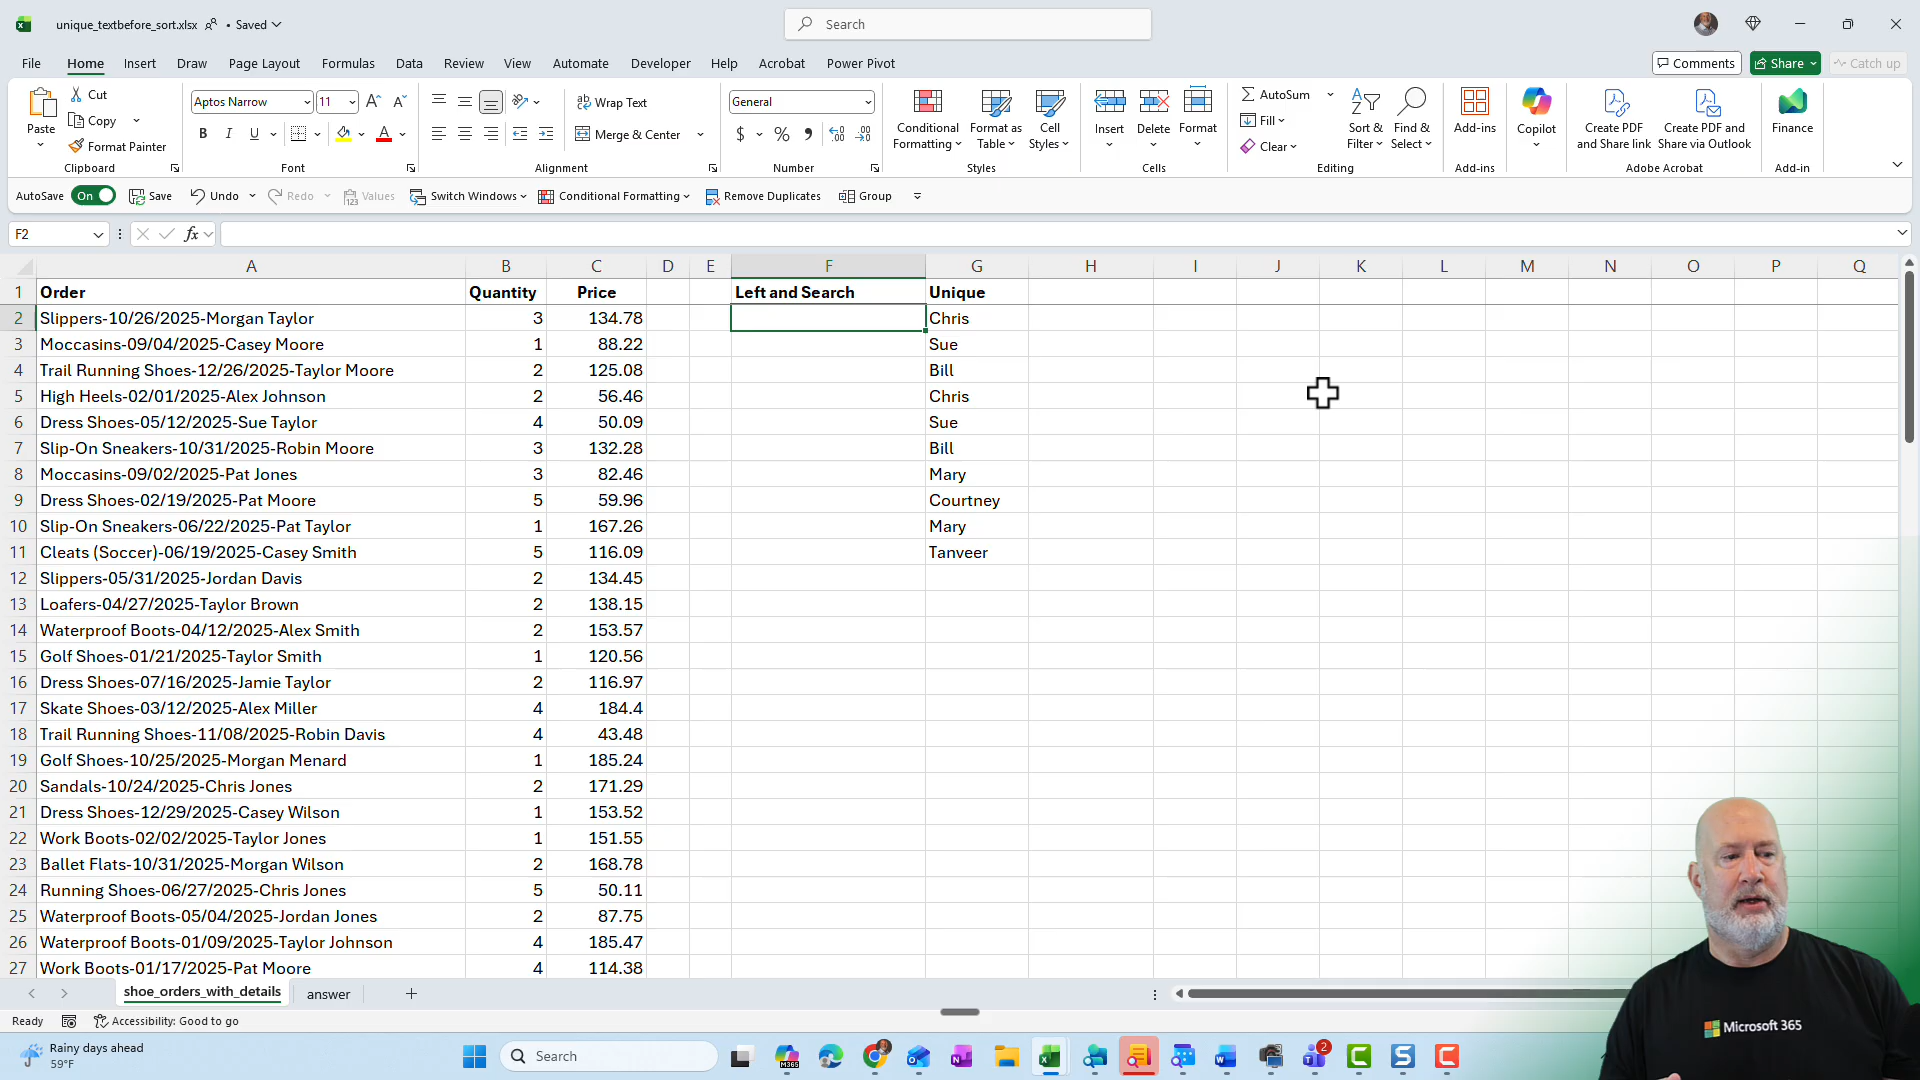 unique_textbefore_sort.xlsx • Saved
Search
File Home Insert Draw Page Layout Formulas Data Review View Automate Developer Help Acrobat Power Pivot
Comments Share Catch up
Paste Cut Copy Format Painter
Aptos Narrow 11
B I U A
Wrap Text
Merge & Center
General
$ % ,
Conditional Formatting Format as Table Cell Styles
Insert Delete Format
AutoSum Fill Clear
Sort & Filter Find & Select
Add-ins
Copilot
Create PDF and Share link Create PDF and Share via Outlook
Finance
Clipboard Font Alignment Number Styles Cells Editing Add-ins Adobe Acrobat Add-in
AutoSave On Save Undo Redo Values Switch Windows Conditional Formatting Remove Duplicates Group
F2 fx
A B C D E F G H I J K L M N O P Q
1 Order Quantity Price Left and Search Unique
2 Slippers-10/26/2025-Morgan Taylor 3 134.78 Chris
3 Moccasins-09/04/2025-Casey Moore 1 88.22 Sue
4 Trail Running Shoes-12/26/2025-Taylor Moore 2 125.08 Bill
5 High Heels-02/01/2025-Alex Johnson 2 56.46 Chris
6 Dress Shoes-05/12/2025-Sue Taylor 4 50.09 Sue
7 Slip-On Sneakers-10/31/2025-Robin Moore 3 132.28 Bill
8 Moccasins-09/02/2025-Pat Jones 3 82.46 Mary
9 Dress Shoes-02/19/2025-Pat Moore 5 59.96 Courtney
10 Slip-On Sneakers-06/22/2025-Pat Taylor 1 167.26 Mary
11 Cleats (Soccer)-06/19/2025-Casey Smith 5 116.09 Tanveer
12 Slippers-05/31/2025-Jordan Davis 2 134.45
13 Loafers-04/27/2025-Taylor Brown 2 138.15
14 Waterproof Boots-04/12/2025-Alex Smith 2 153.57
15 Golf Shoes-01/21/2025-Taylor Smith 1 120.56
16 Dress Shoes-07/16/2025-Jamie Taylor 2 116.97
17 Skate Shoes-03/12/2025-Alex Miller 4 184.4
18 Trail Running Shoes-11/08/2025-Robin Davis 4 43.48
19 Golf Shoes-10/25/2025-Morgan Menard 1 185.24
20 Sandals-10/24/2025-Chris Jones 2 171.29
21 Dress Shoes-12/29/2025-Casey Wilson 1 153.52
22 Work Boots-02/02/2025-Taylor Jones 1 151.55
23 Ballet Flats-10/31/2025-Morgan Wilson 2 168.78
24 Running Shoes-06/27/2025-Chris Jones 5 50.11
25 Waterproof Boots-05/04/2025-Jordan Jones 2 87.75
26 Waterproof Boots-01/09/2025-Taylor Johnson 4 185.47
27 Work Boots-01/17/2025-Pat Moore 4 114.38
shoe_orders_with_details answer
Ready Accessibility: Good to go
Microsoft 365
Rainy days ahead
59°F
Search
M365
2